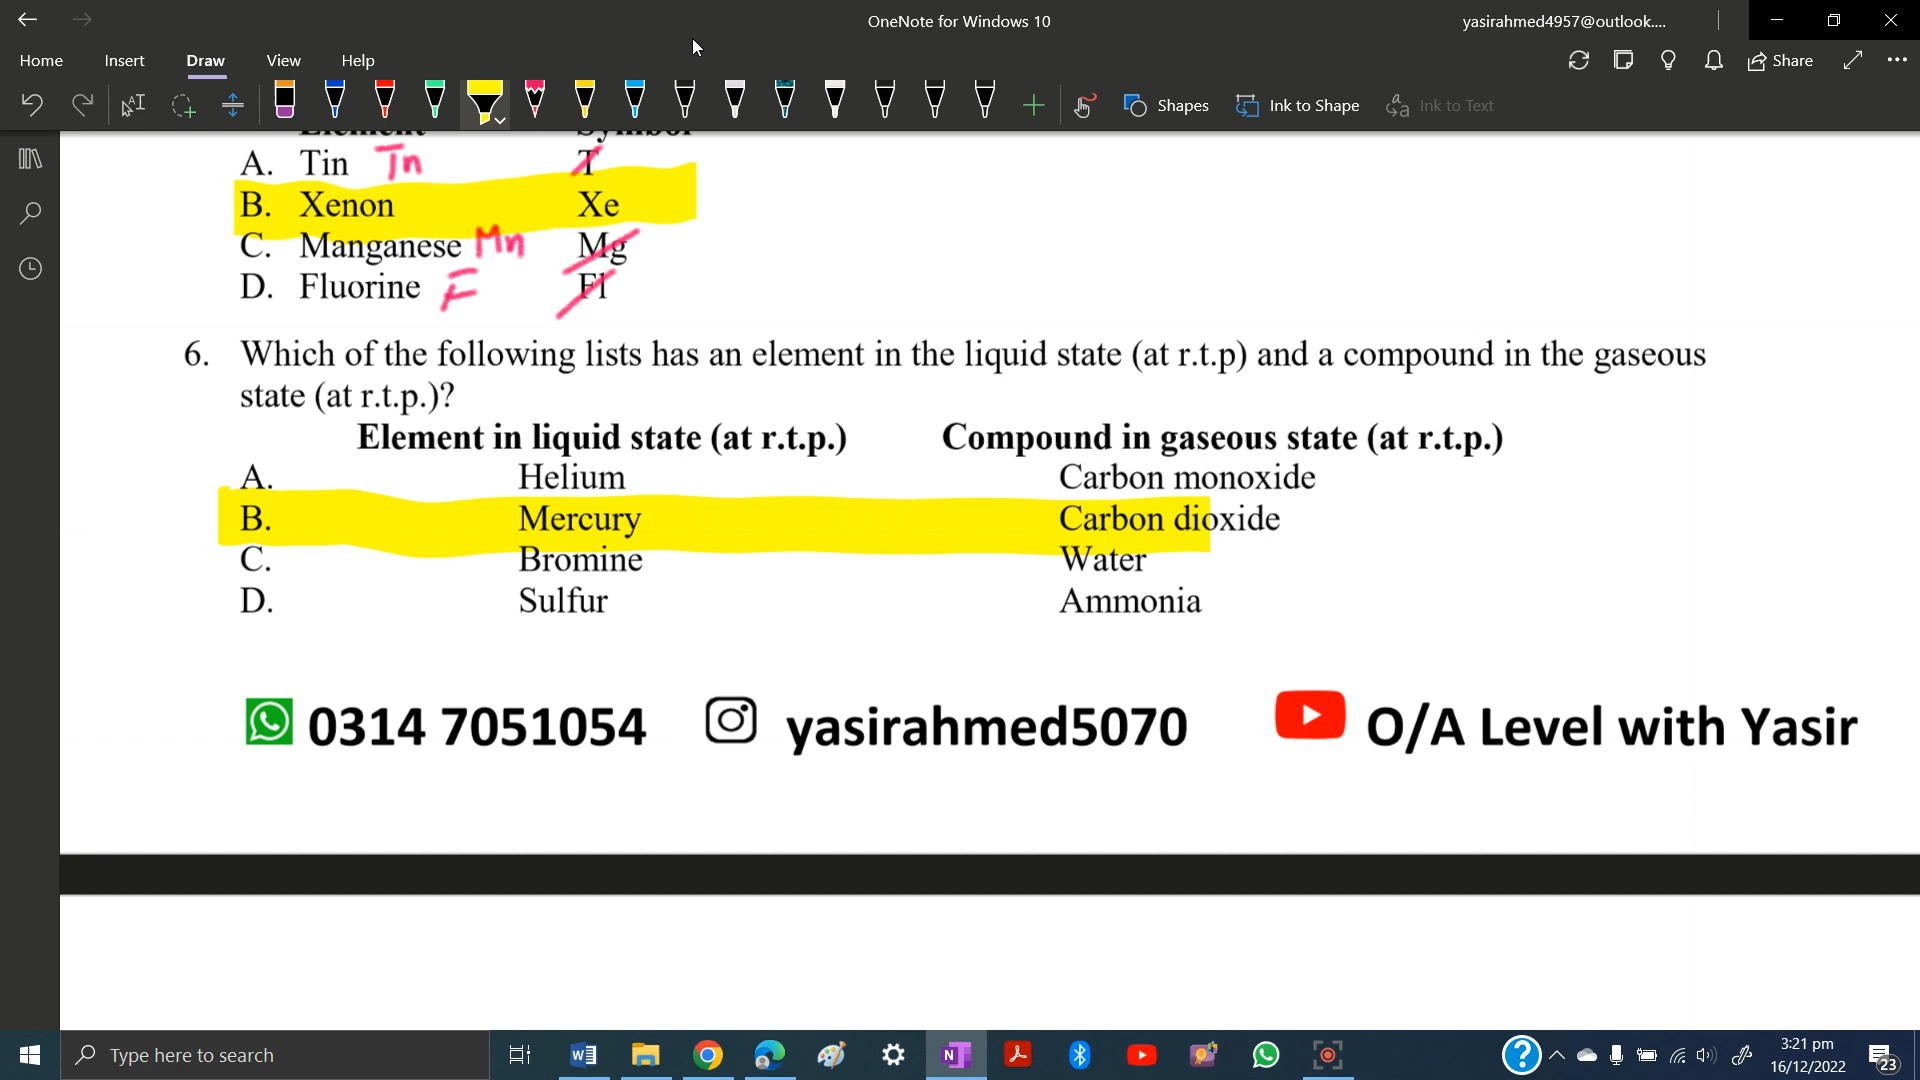 OneNote for Windows 10
yasirahmed4957@outlook....
Home Insert Draw View Help
Share
Shapes Ink to Shape Ink to Text
Element Symbol
A. Tin Tn T
B. Xenon Xe
C. Manganese Mn Mg
D. Fluorine F Fl
6. Which of the following lists has an element in the liquid state (at r.t.p) and a compound in the gaseous
state (at r.t.p.)?
Element in liquid state (at r.t.p.) Compound in gaseous state (at r.t.p.)
A. Helium Carbon monoxide
B. Mercury Carbon dioxide
C. Bromine Water
D. Sulfur Ammonia
0314 7051054 yasirahmed5070 O/A Level with Yasir
Type here to search
3:21 pm
16/12/2022
23